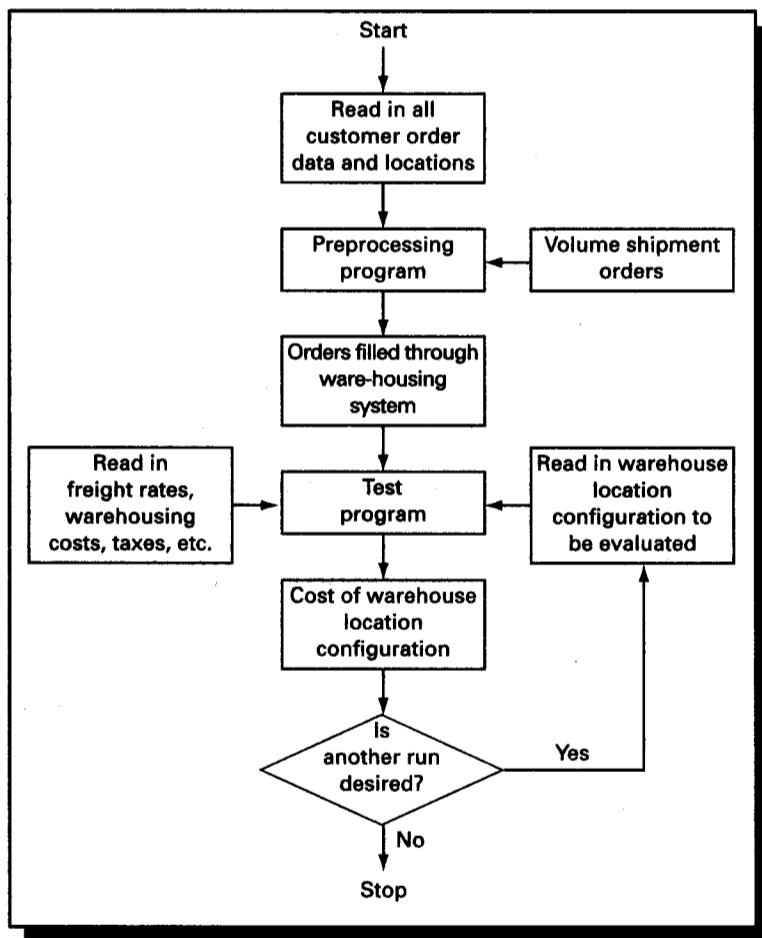 Start
Read in all
customer order
data and locations
Preprocessing
program
Volume shipment
orders
Orders filled through
ware-housing
system
Read in
freight rates,
warehousing
costs, taxes, etc.
Test
program
Read in warehouse
location
configuration to
be evaluated
Cost of warehouse
location
configuration
Is
another run
desired?
Yes
No
Stop